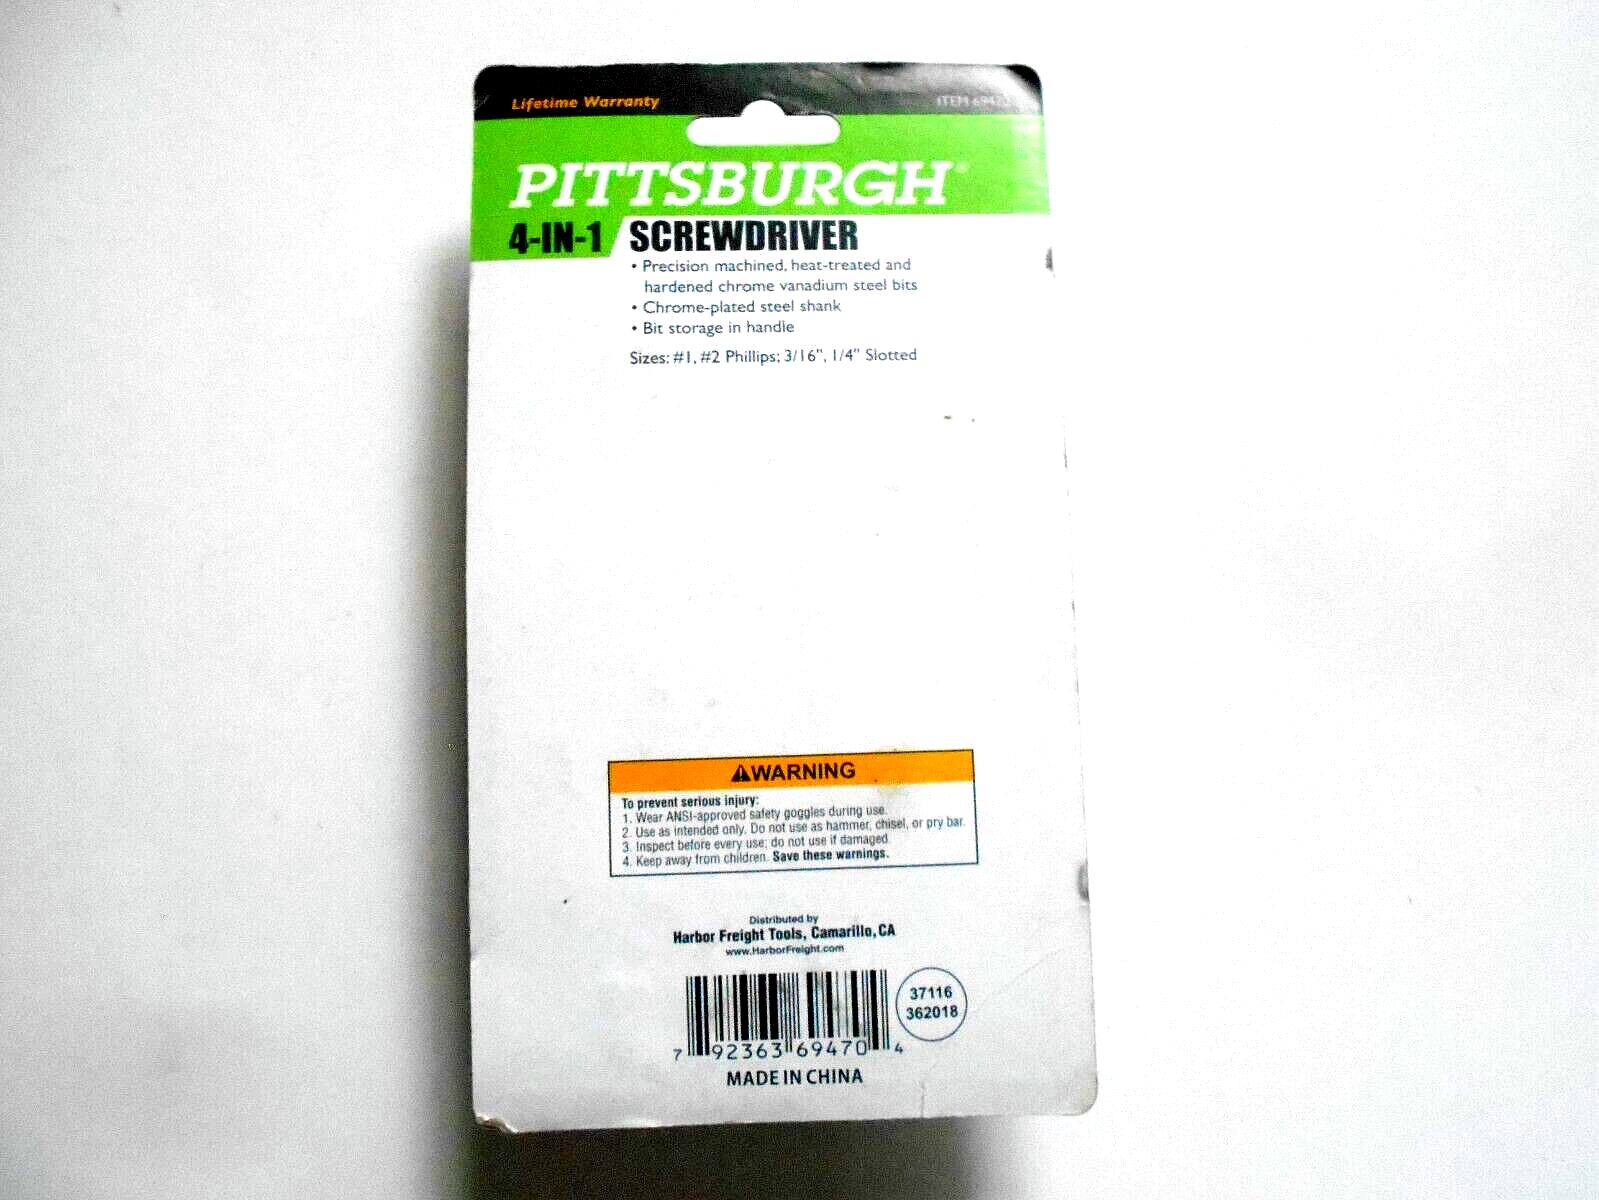 Lifetime Warranty
ITEM
PITTSBURGH®
4-IN-1 SCREWDRIVER
• Precision machined, heat-treated and
hardened chrome vanadium steel bits
• Chrome-plated steel shank
• Bit storage in handle
Sizes: #1, #2 Phillips; 3/16", 1/4" Slotted
⚠WARNING
To prevent serious injury:
1. Wear ANSI-approved safety goggles during use.
2. Use as intended only. Do not use as hammer, chisel, or pry bar.
3. Inspect before every use; do not use if damaged.
4. Keep away from children. Save these warnings.
Distributed by
Harbor Freight Tools, Camarillo, CA
www.HarborFreight.com
37116
362018
7 92363 69470 4
MADE IN CHINA